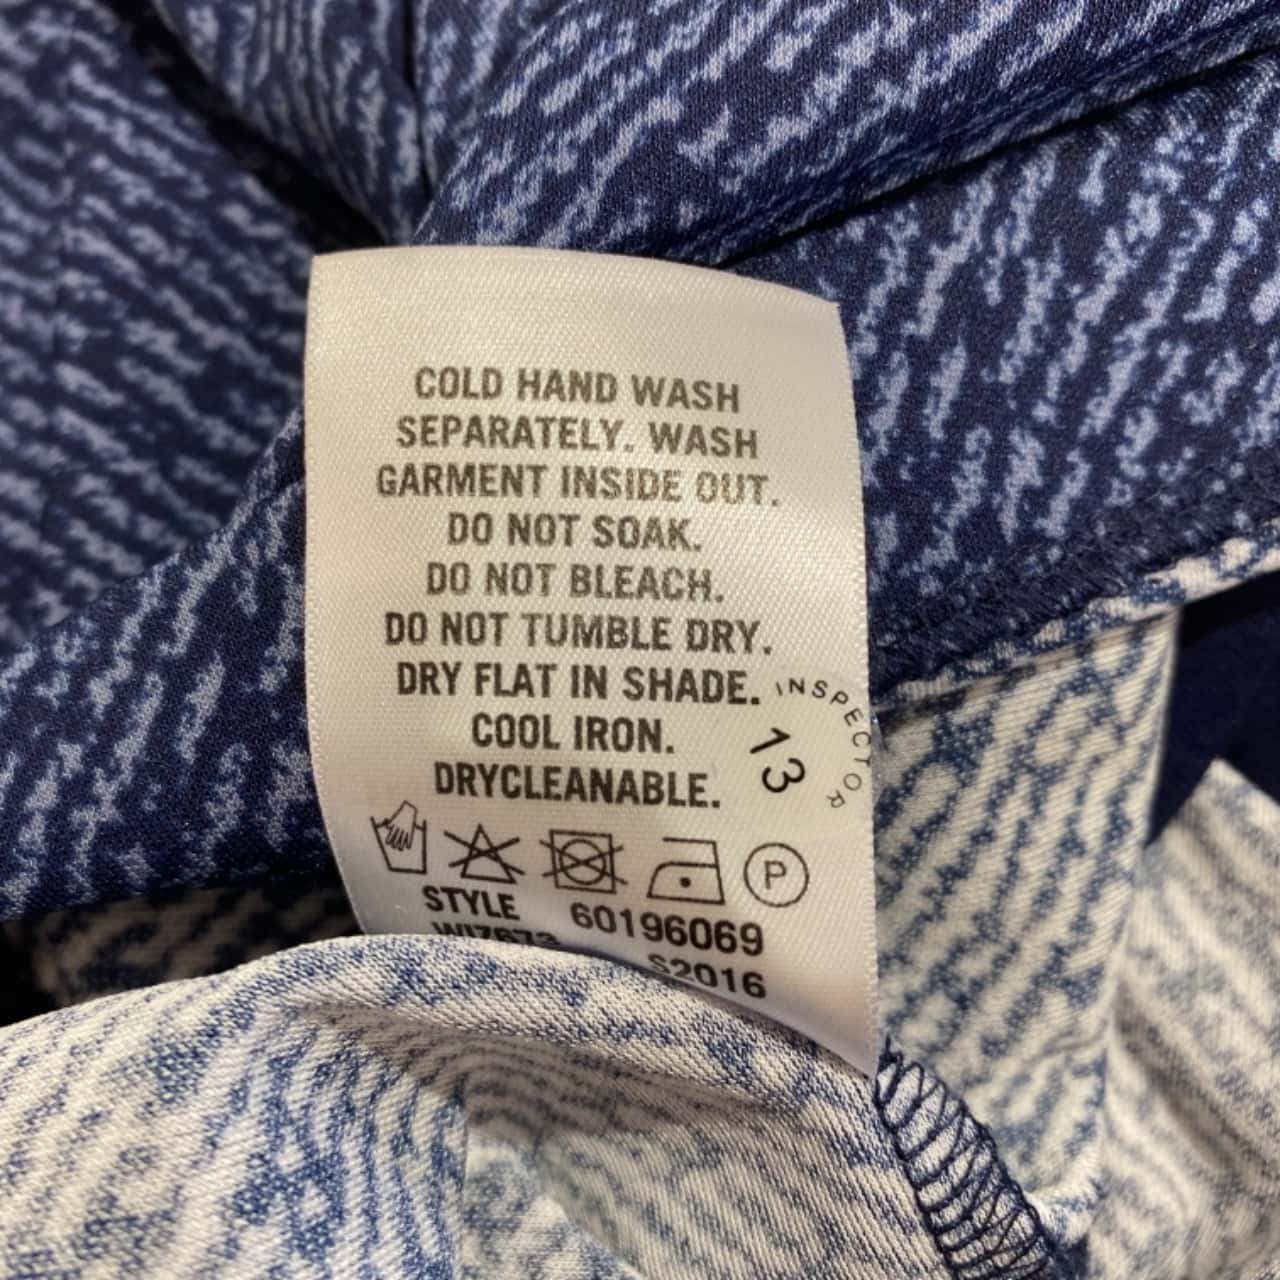 COLD HAND WASH
SEPARATELY. WASH
GARMENT INSIDE OUT.
DO NOT SOAK.
DO NOT BLEACH.
DO NOT TUMBLE DRY.
DRY FLAT IN SHADE.
COOL IRON.
DRYCLEANABLE.
INSPECTOR
13
P
STYLE 60196069
S2016